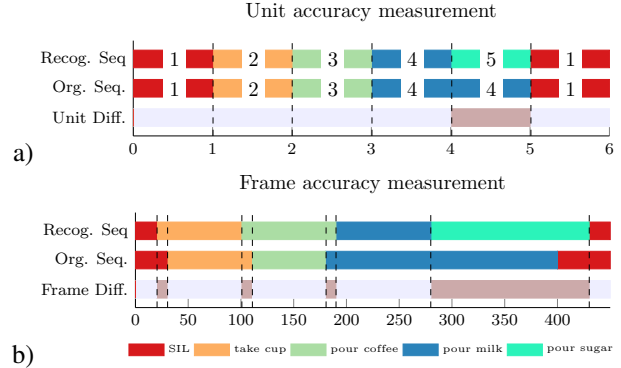 Unit accuracy measurement
Recog. Seq 1 2 3 4 5 1
Org. Seq. 1 2 3 4 4 1
Unit Diff.
0 1 2 3 4 5 6
a)
Frame accuracy measurement
Recog. Seq
Org. Seq.
Frame Diff.
0 50 100 150 200 250 300 350 400
b) SIL take cup pour coffee pour milk pour sugar